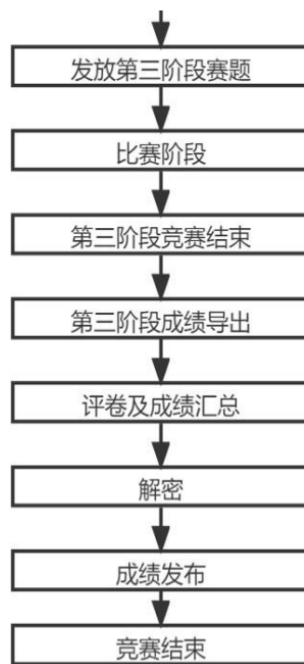 发放第三阶段赛题
比赛阶段
第三阶段竞赛结束
第三阶段成绩导出
评卷及成绩汇总
解密
成绩发布
竞赛结束